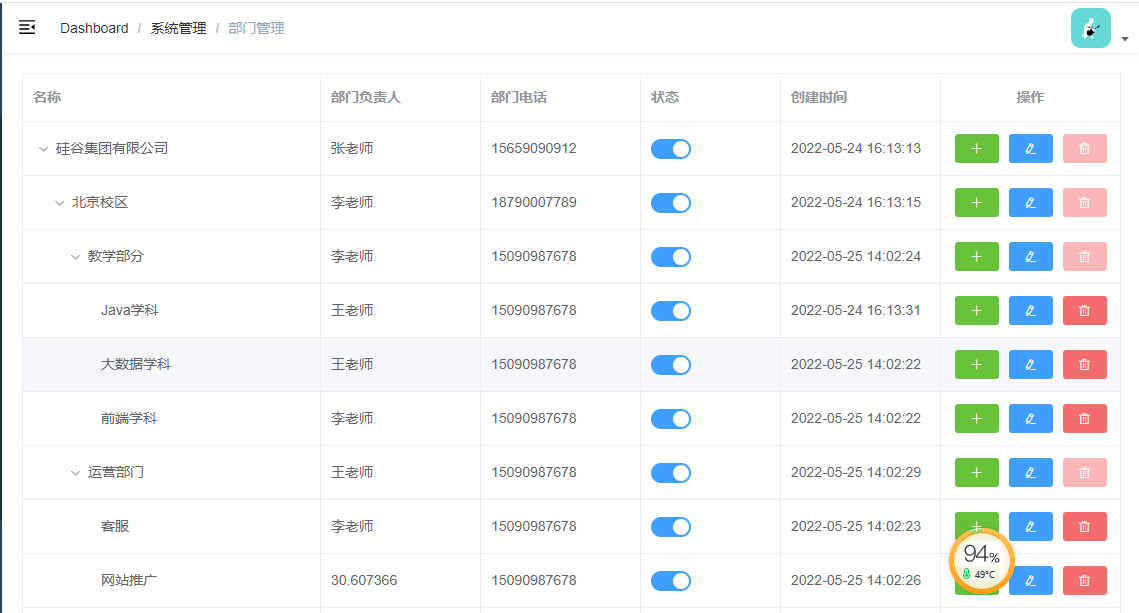 Dashboard / 系统管理 / 部门管理
名称 部门负责人 部门电话 状态 创建时间 操作
硅谷集团有限公司 张老师 15659090912 2022-05-24 16:13:13
北京校区 李老师 18790007789 2022-05-24 16:13:15
教学部分 李老师 15090987678 2022-05-25 14:02:24
Java学科 王老师 15090987678 2022-05-24 16:13:31
大数据学科 王老师 15090987678 2022-05-25 14:02:22
前端学科 李老师 15090987678 2022-05-25 14:02:22
运营部门 王老师 15090987678 2022-05-25 14:02:29
客服 李老师 15090987678 2022-05-25 14:02:23
网站推广 30.607366 15090987678 2022-05-25 14:02:26
94%
49°C